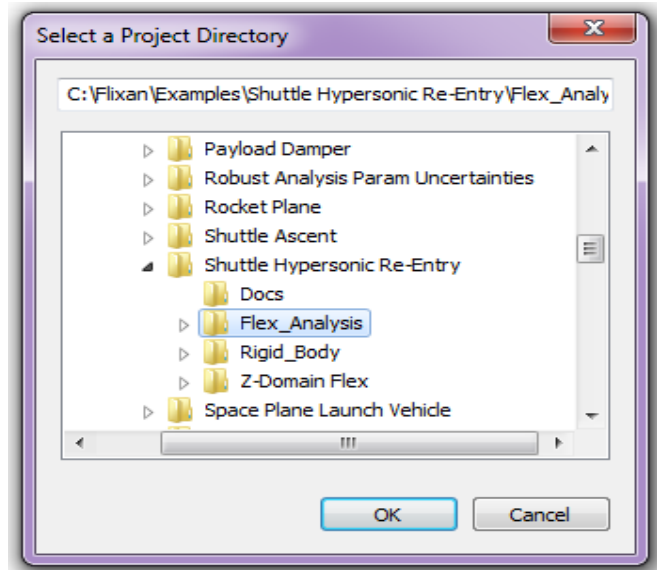 Select a Project Directory
C:\Flixan\Examples\Shuttle Hypersonic Re-Entry\Flex_Analy
Payload Damper
Robust Analysis Param Uncertainties
Rocket Plane
Shuttle Ascent
Shuttle Hypersonic Re-Entry
Docs
Flex_Analysis
Rigid_Body
Z-Domain Flex
Space Plane Launch Vehicle
OK Cancel